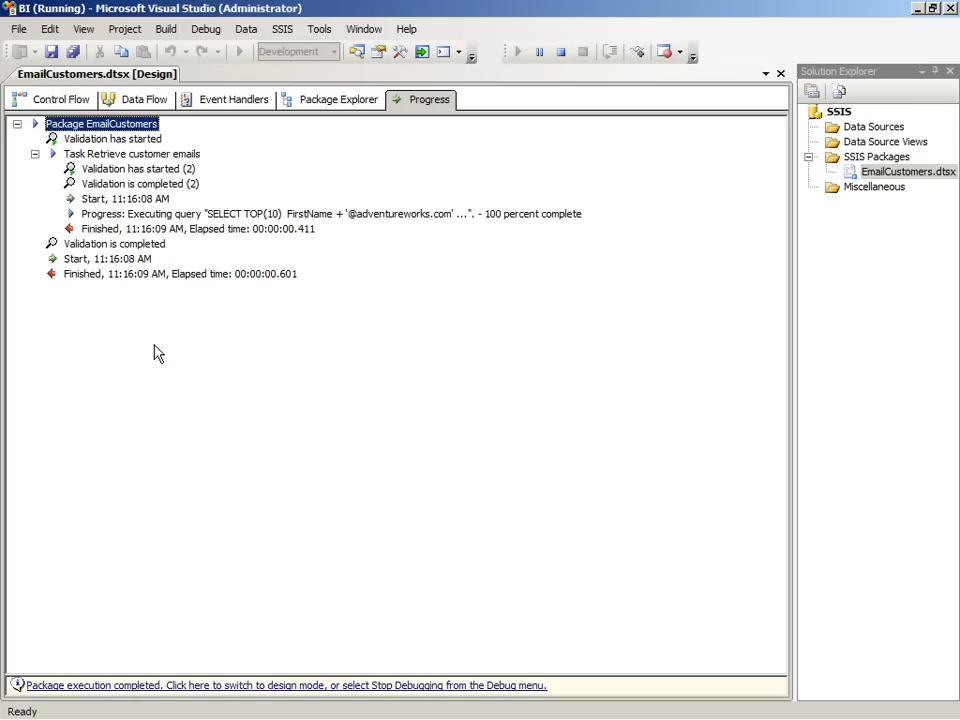 BI (Running) - Microsoft Visual Studio (Administrator)
File Edit View Project Build Debug Data SSIS Tools Window Help
Development
EmailCustomers.dtsx [Design]
Solution Explorer
Control Flow Data Flow Event Handlers Package Explorer Progress
SSIS
Data Sources
Data Source Views
SSIS Packages
EmailCustomers.dtsx
Miscellaneous
Package EmailCustomers
Validation has started
Task Retrieve customer emails
Validation has started (2)
Validation is completed (2)
Start, 11:16:08 AM
Progress: Executing query "SELECT TOP(10)  FirstName + '@adventureworks.com' ...". - 100 percent complete
Finished, 11:16:09 AM, Elapsed time: 00:00:00.411
Validation is completed
Start, 11:16:08 AM
Finished, 11:16:09 AM, Elapsed time: 00:00:00.601
Package execution completed. Click here to switch to design mode, or select Stop Debugging from the Debug menu.
Ready